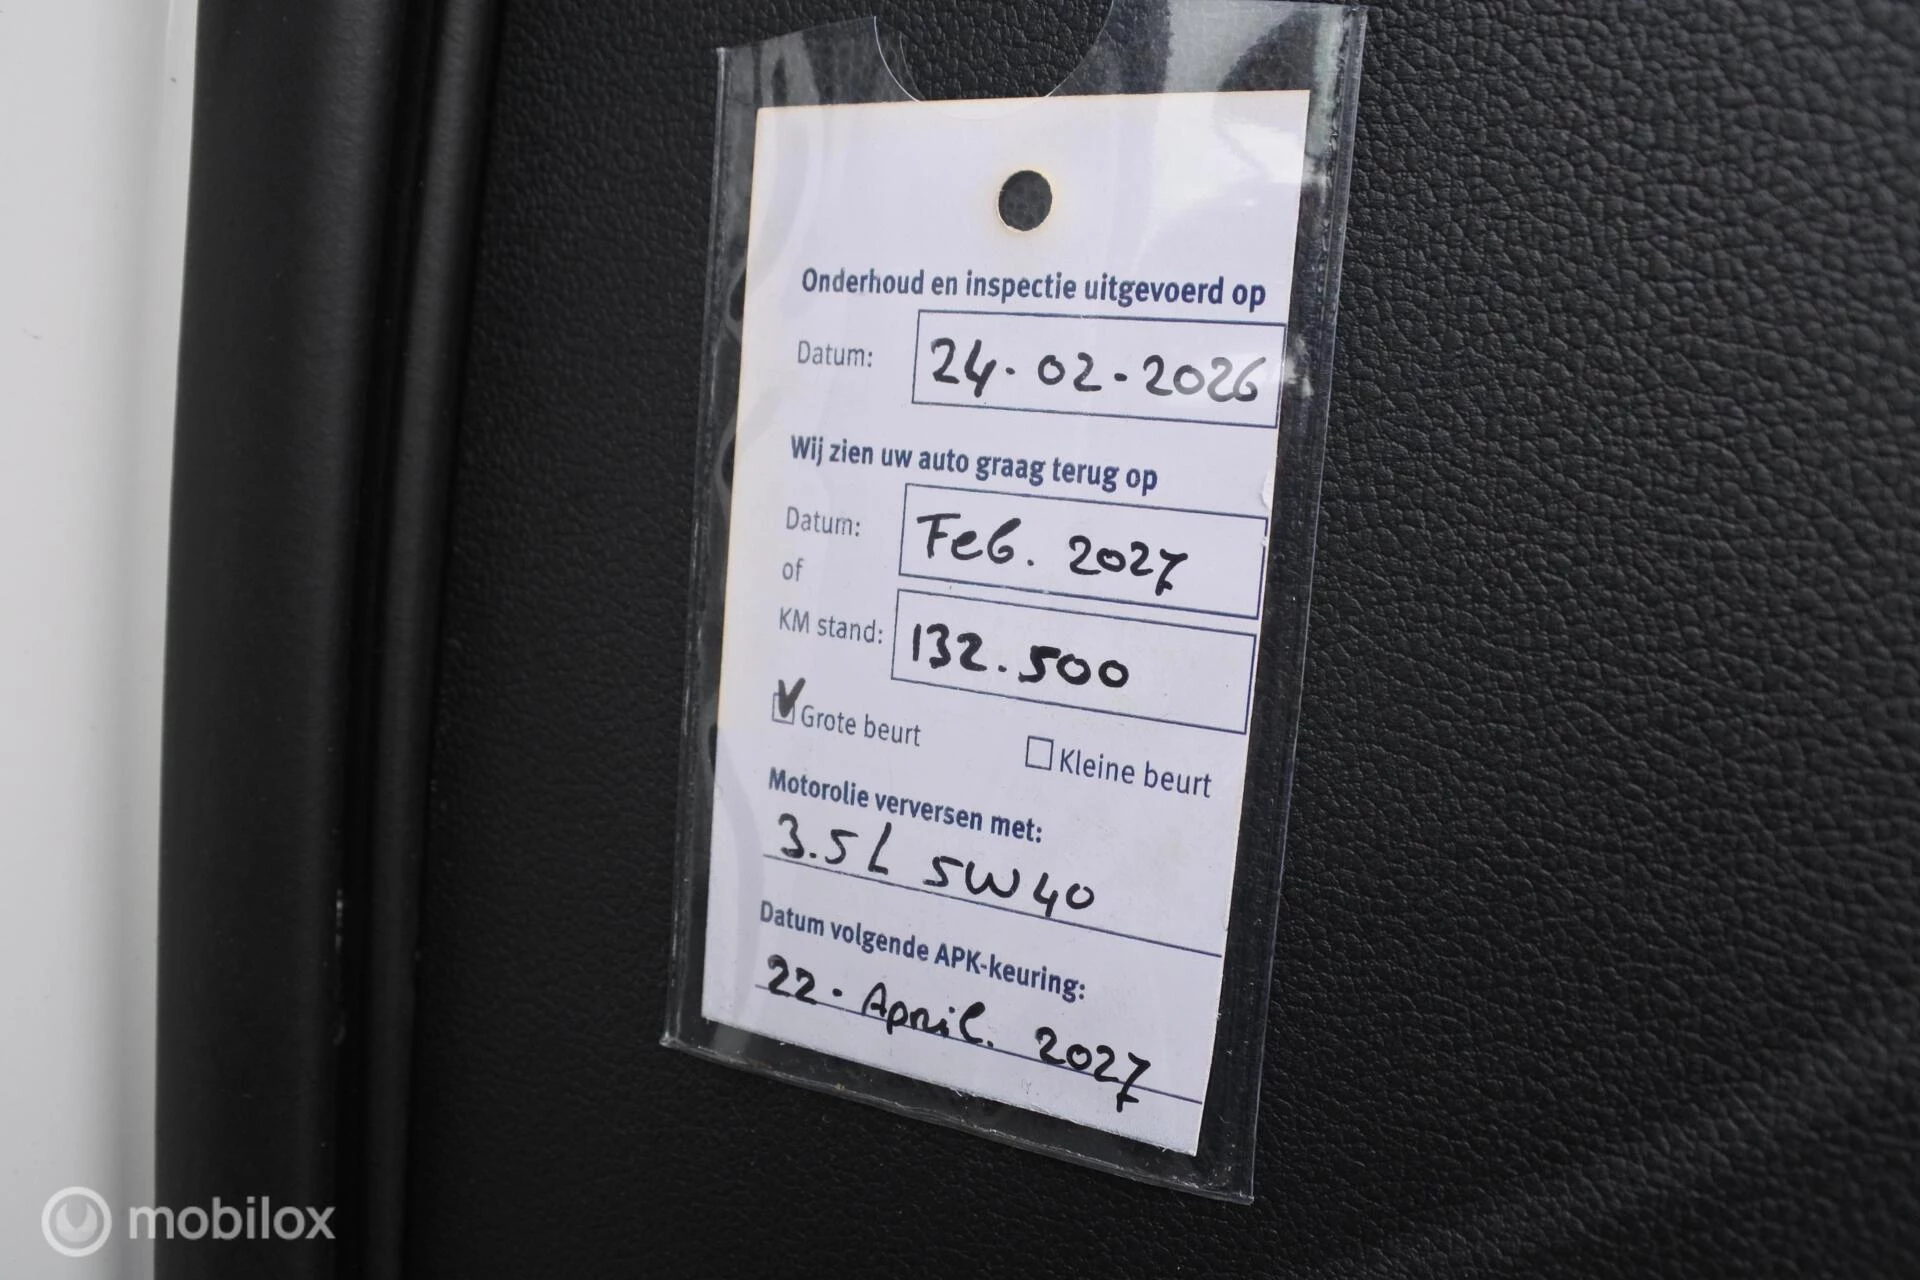 Onderhoud en inspectie uitgevoerd op
Datum: 24-02-2026
Wij zien uw auto graag terug op
Datum: Feb. 2027
of
KM stand: 132.500
Grote beurt Kleine beurt
Motorolie verversen met:
3.5 L 5W40
Datum volgende APK-keuring:
22. April. 2027
mobilox